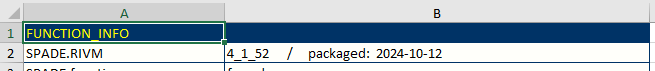 A B
1 FUNCTION_INFO
2 SPADE.RIVM 4_1_52 / packaged: 2024-10-12